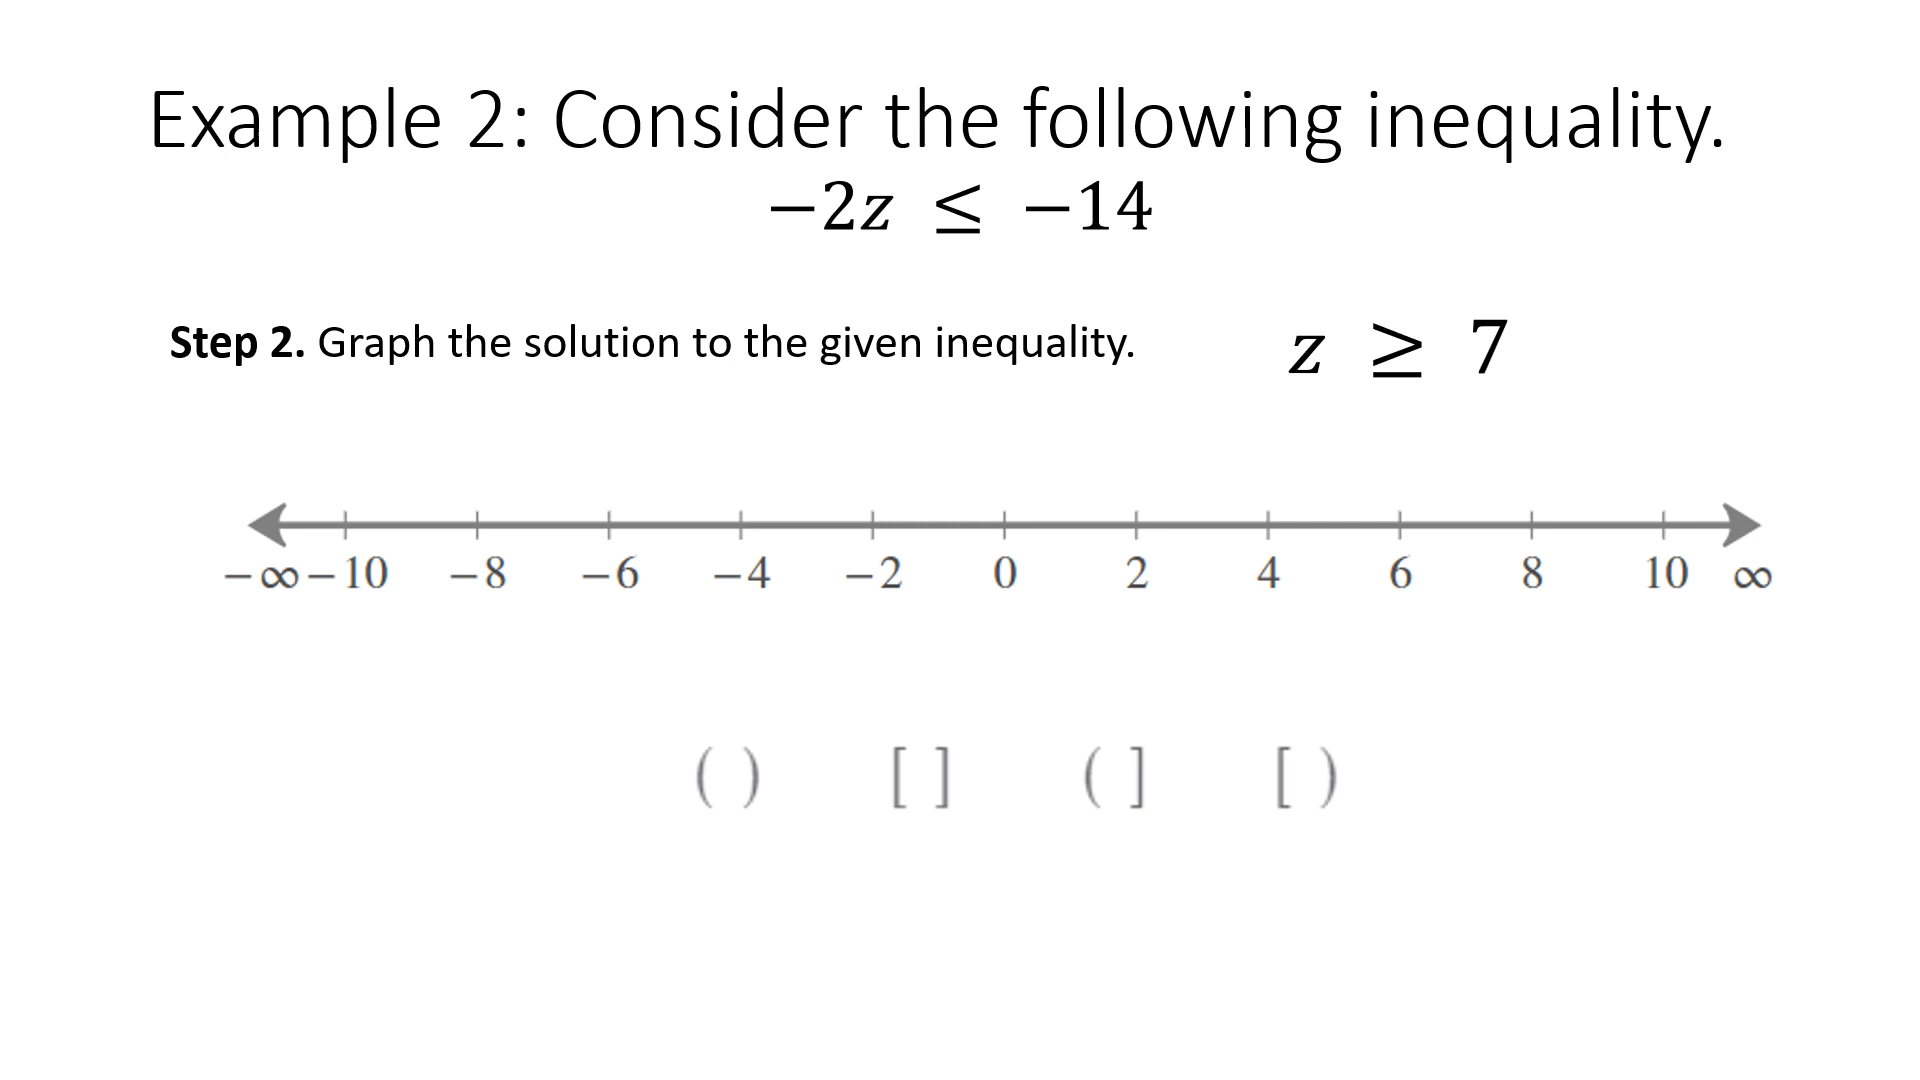 Example 2: Consider the following inequality.
−2z ≤ −14
Step 2. Graph the solution to the given inequality. z ≥ 7
−∞ −10 −8 −6 −4 −2 0 2 4 6 8 10 ∞
( ) [ ] ( ] [ )